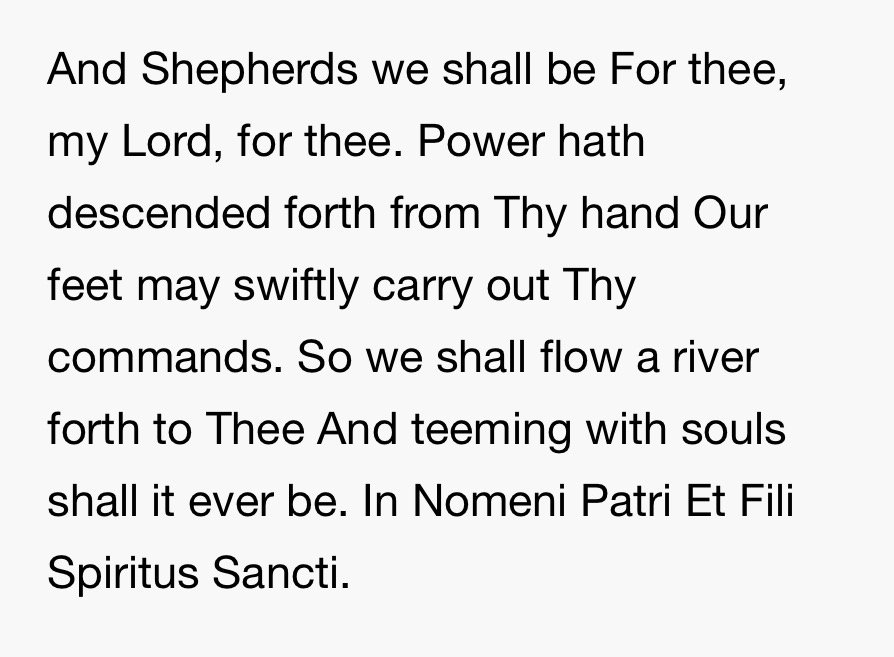 And Shepherds we shall be For thee,
my Lord, for thee. Power hath
descended forth from Thy hand Our
feet may swiftly carry out Thy
commands. So we shall flow a river
forth to Thee And teeming with souls
shall it ever be. In Nomeni Patri Et Fili
Spiritus Sancti.